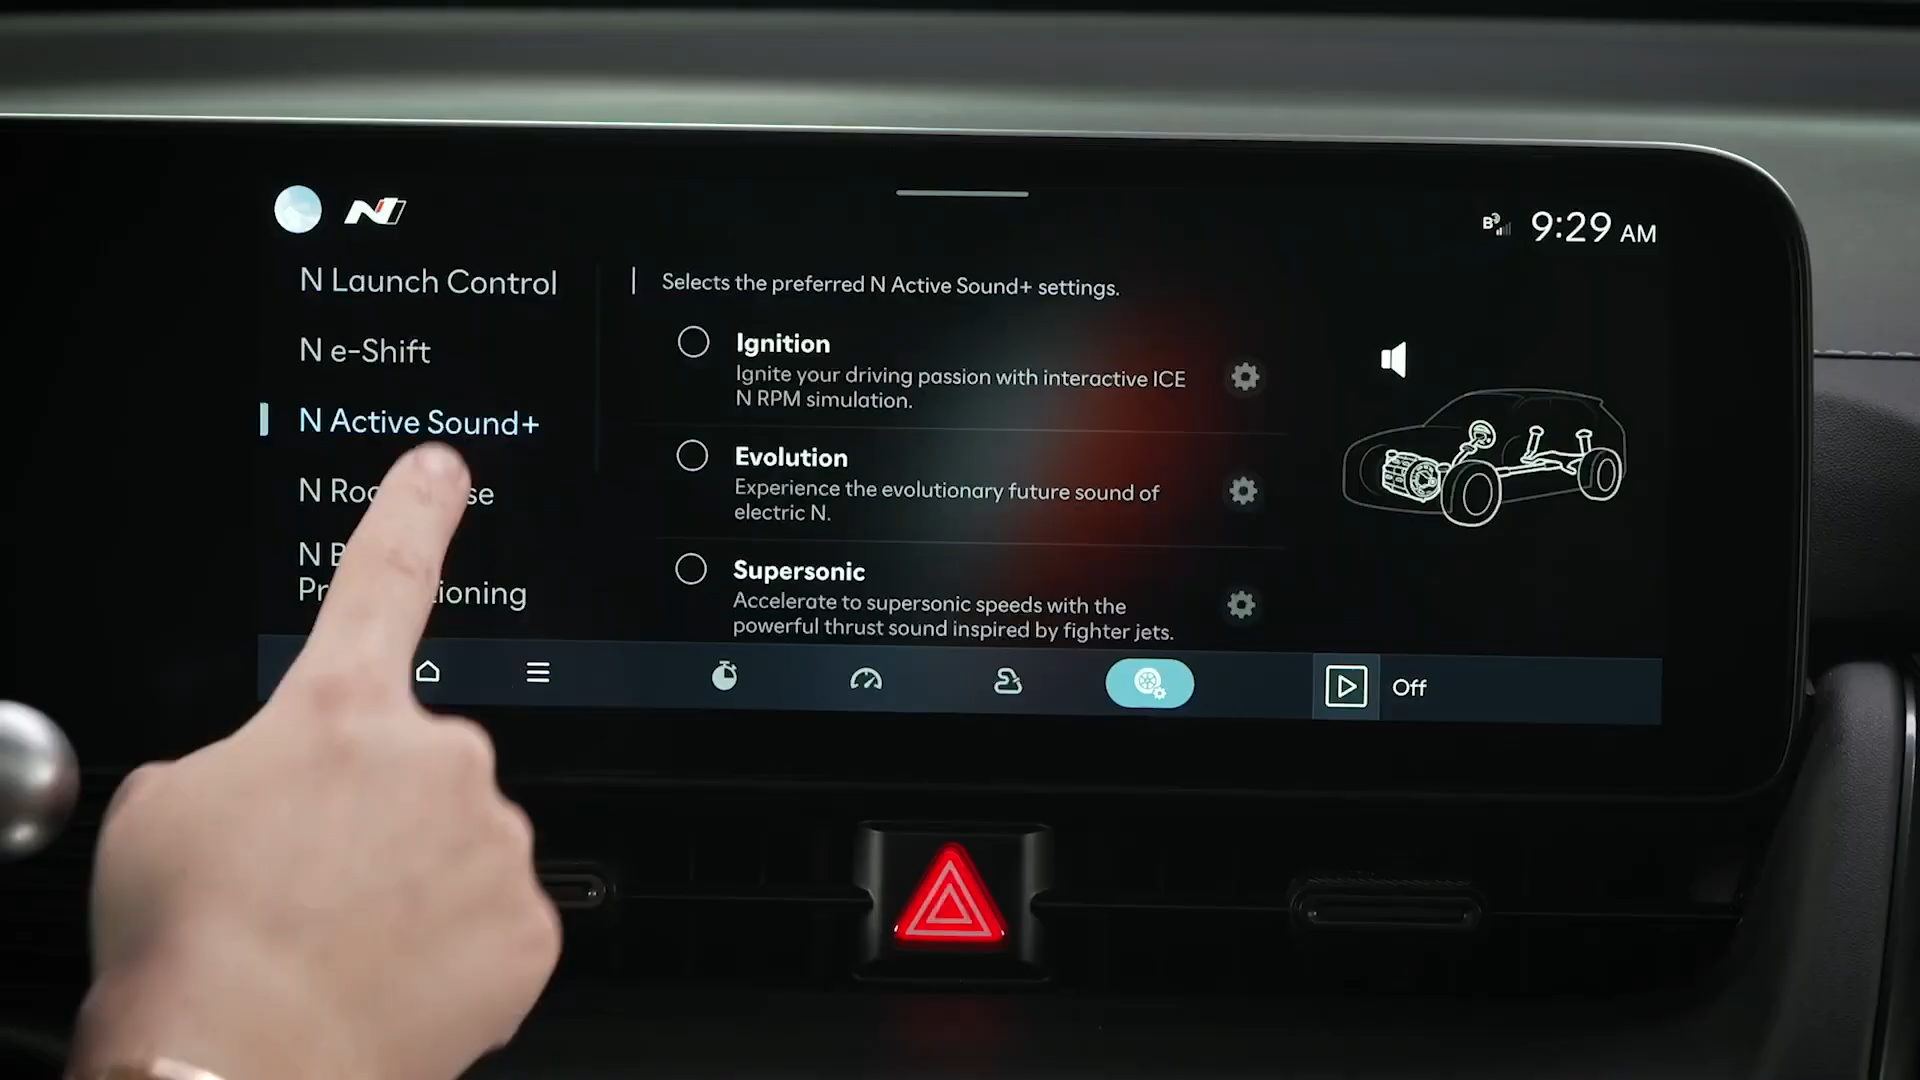 N
B
9:29 AM
N Launch Control
N e-Shift
N Active Sound+
N
N
Selects the preferred N Active Sound+ settings.
Ignition
Ignite your driving passion with interactive ICE
N RPM simulation.
Evolution
Experience the evolutionary future sound of
electric N.
Supersonic
Accelerate to supersonic speeds with the
powerful thrust sound inspired by fighter jets.
Off